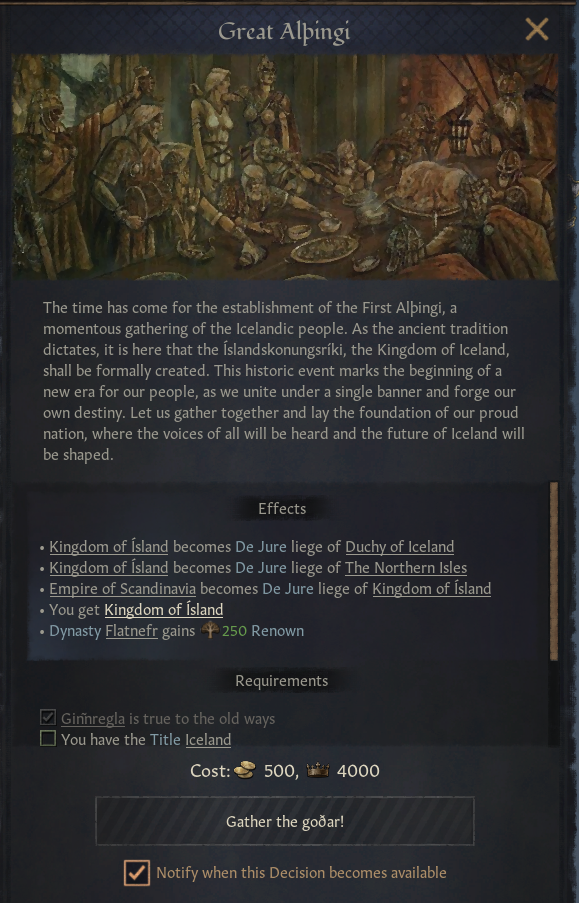 Great Alþingi
The time has come for the establishment of the First Alþingi, a
momentous gathering of the Icelandic people. As the ancient tradition
dictates, it is here that the Íslandskonungsríki, the Kingdom of Iceland,
shall be formally created. This historic event marks the beginning of a
new era for our people, as we unite under a single banner and forge our
own destiny. Let us gather together and lay the foundation of our proud
nation, where the voices of all will be heard and the future of Iceland will
be shaped.
Effects
• Kingdom of Ísland becomes De Jure liege of Duchy of Iceland
• Kingdom of Ísland becomes De Jure liege of The Northern Isles
• Empire of Scandinavia becomes De Jure liege of Kingdom of Ísland
• You get Kingdom of Ísland
• Dynasty Flatnefr gains 250 Renown
Requirements
Gin̄nregla is true to the old ways
You have the Title Iceland
Cost: 500, 4000
Gather the goðar!
Notify when this Decision becomes available